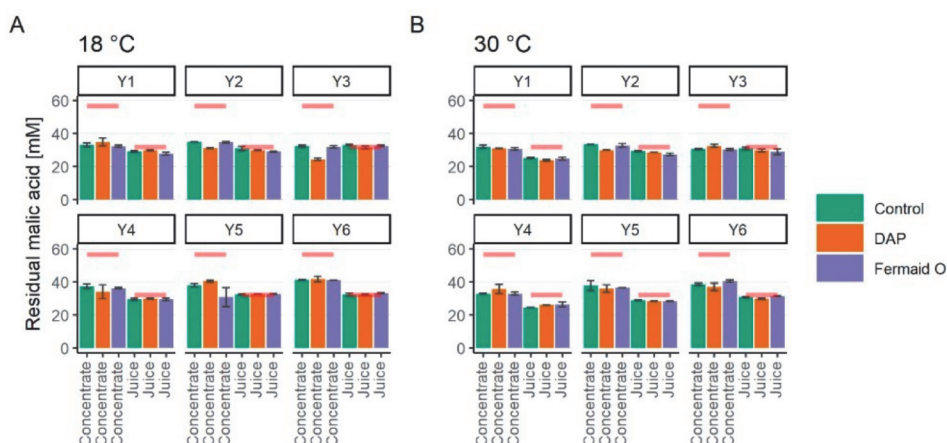 A
18 °C
Y1 Y2 Y3
60
40
20
0
Y4 Y5 Y6
60
40
20
0
Concentrate Concentrate Concentrate Juice Juice Juice Concentrate Concentrate Concentrate Juice Juice Juice Concentrate Concentrate Concentrate Juice Juice Juice
Residual malic acid [mM]
B
30 °C
Y1 Y2 Y3
60
40
20
0
Y4 Y5 Y6
60
40
20
0
Concentrate Concentrate Concentrate Juice Juice Juice Concentrate Concentrate Concentrate Juice Juice Juice Concentrate Concentrate Concentrate Juice Juice Juice
Control
DAP
Fermaid O